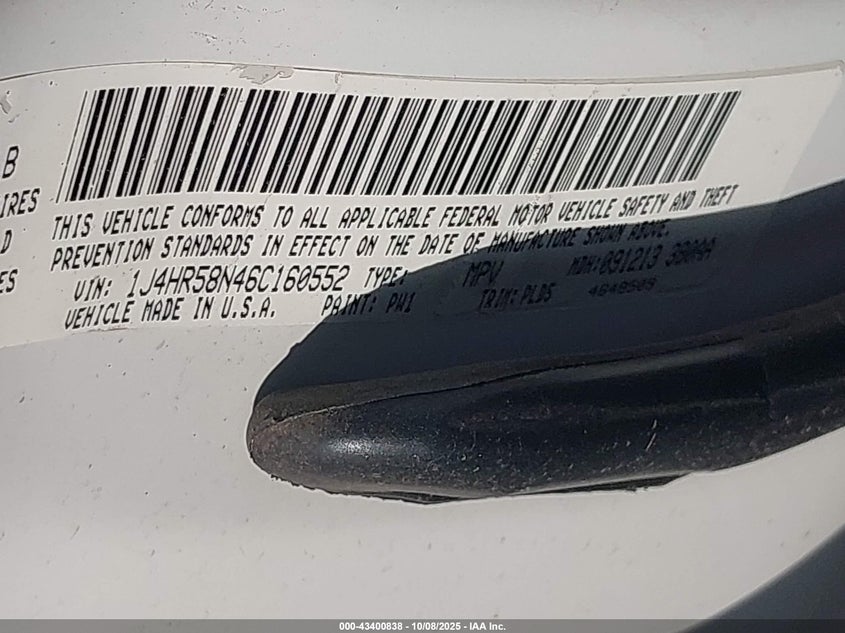 B
IRES
D
ES
THIS VEHICLE CONFORMS TO ALL APPLICABLE FEDERAL MOTOR VEHICLE SAFETY AND THEFT
PREVENTION STANDARDS IN EFFECT ON THE DATE OF MANUFACTURE SHOWN ABOVE.
VIN: 1J4HR58N46C160552 TYPE: MPV MDH:091213 380AA
VEHICLE MADE IN U.S.A. PAINT: PW1 TRIM: PLD5
000-43400838 - 10/08/2025 - IAA Inc.